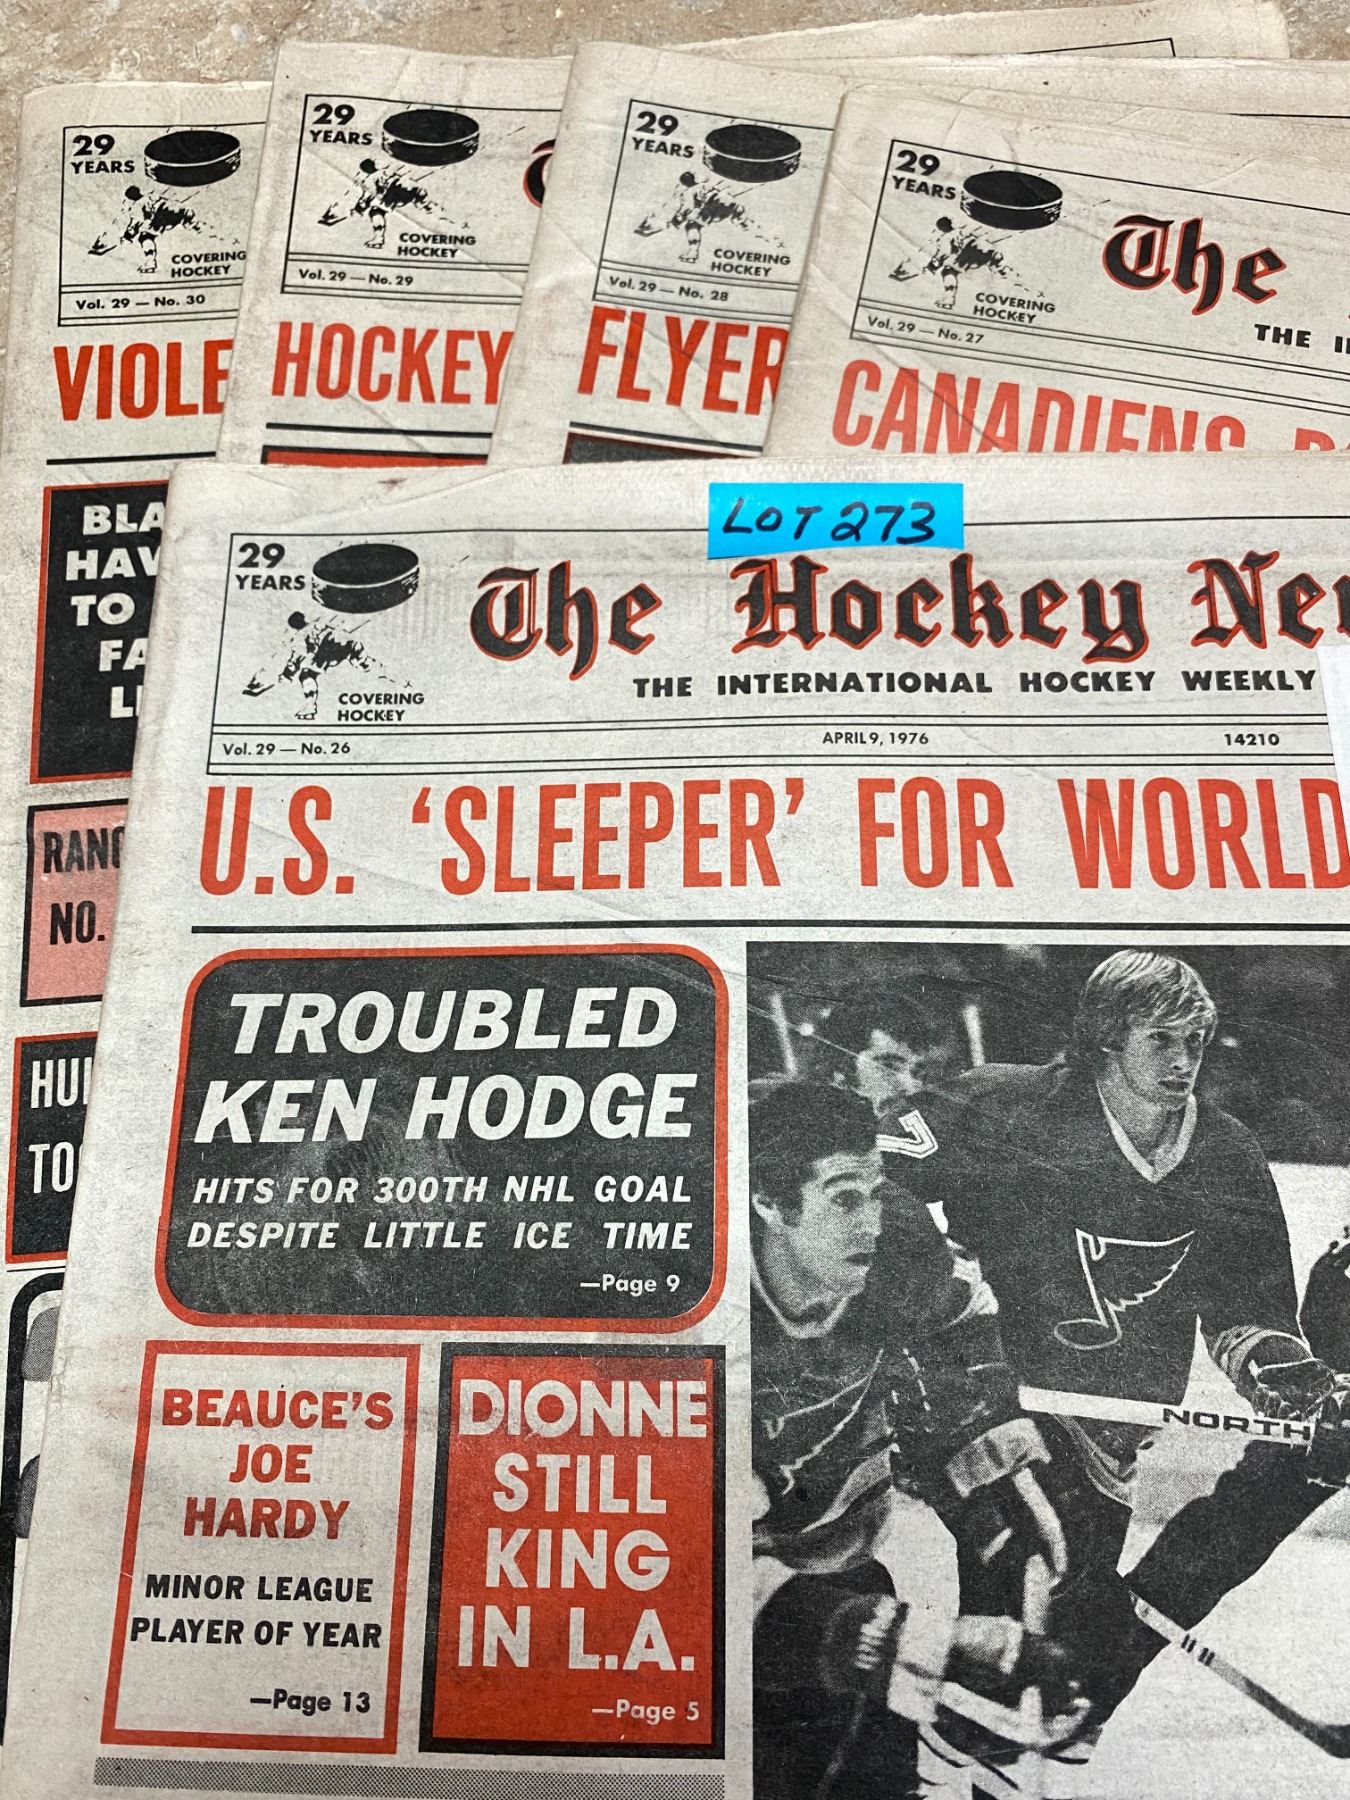 29
YEARS
COVERING
HOCKEY
Vol. 29 — No. 30
VIOLE
BLA
HAV
TO
FA
LI
RANG
NO.
HU
TO
29
YEARS
COVERING
HOCKEY
Vol. 29 — No. 29
HOCKEY
29
YEARS
COVERING
HOCKEY
Vol. 29 — No. 28
FLYER
29
YEARS
COVERING
HOCKEY
The
THE I
Vol. 29 — No. 27
CANADIENS
LOT 273
29
YEARS
COVERING
HOCKEY
The Hockey Ne
THE INTERNATIONAL HOCKEY WEEKLY
Vol. 29 — No. 26 APRIL 9, 1976 14210
U.S. ‘SLEEPER’ FOR WORLD
TROUBLED
KEN HODGE
HITS FOR 300TH NHL GOAL
DESPITE LITTLE ICE TIME
—Page 9
BEAUCE’S
JOE
HARDY
MINOR LEAGUE
PLAYER OF YEAR
—Page 13
DIONNE
STILL
KING
IN L.A.
—Page 5
7
NORTH